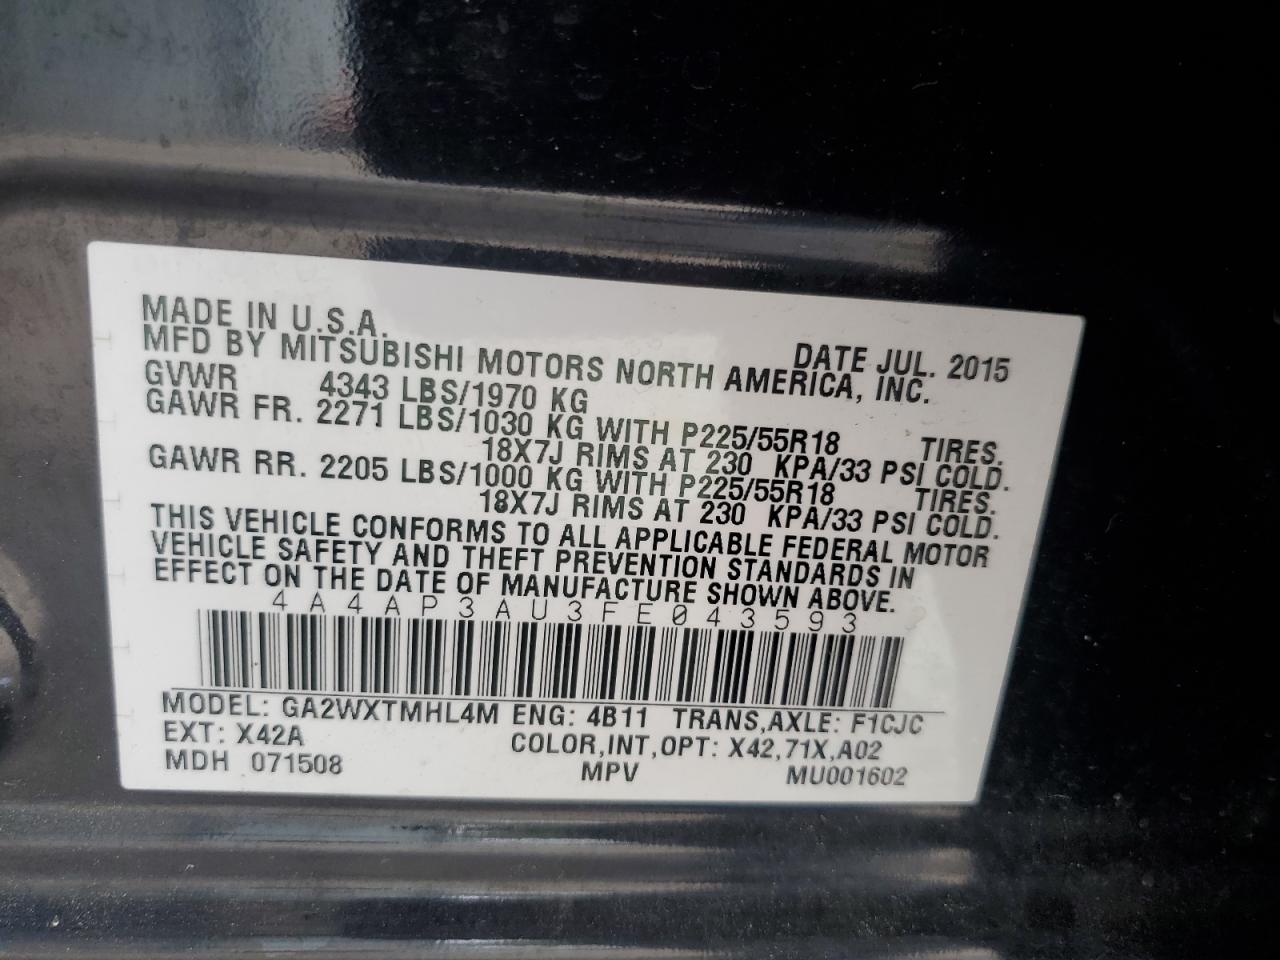 MADE IN U.S.A. DATE JUL. 2015
MFD BY MITSUBISHI MOTORS NORTH AMERICA, INC.
GVWR 4343 LBS/1970 KG
GAWR FR. 2271 LBS/1030 KG WITH P225/55R18 TIRES.
18X7J RIMS AT 230 KPA/33 PSI COLD.
GAWR RR. 2205 LBS/1000 KG WITH P225/55R18 TIRES.
18X7J RIMS AT 230 KPA/33 PSI COLD.
THIS VEHICLE CONFORMS TO ALL APPLICABLE FEDERAL MOTOR
VEHICLE SAFETY AND THEFT PREVENTION STANDARDS IN
EFFECT ON THE DATE OF MANUFACTURE SHOWN ABOVE.
4A4AP3AU3FE043593
MODEL: GA2WXTMHL4M ENG: 4B11 TRANS,AXLE: F1CJC
EXT: X42A COLOR,INT,OPT: X42,71X,A02
MDH 071508 MPV MU001602